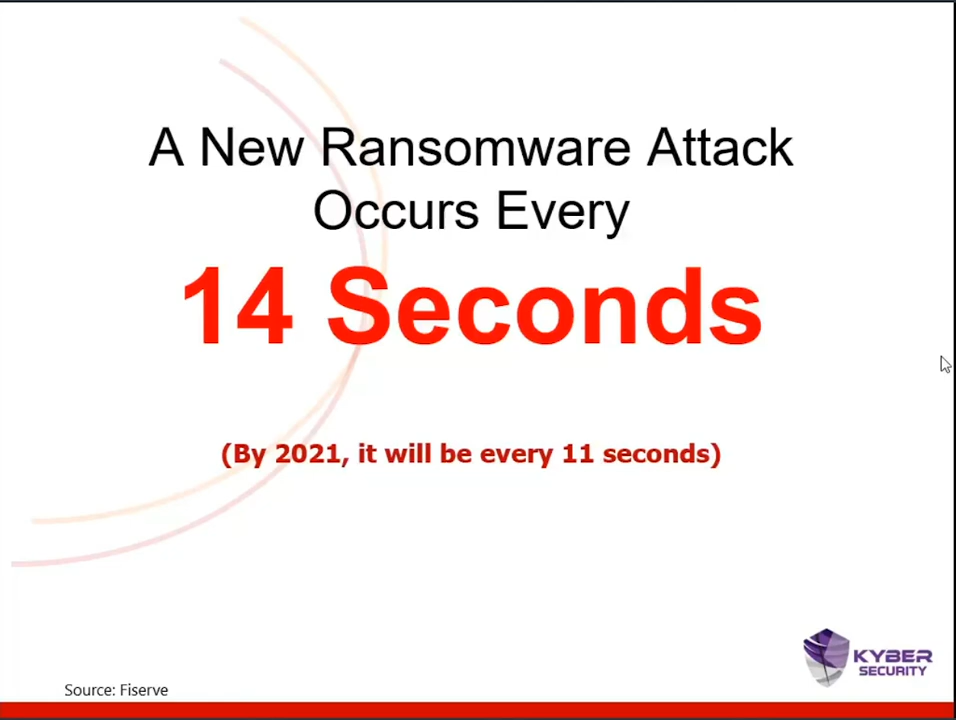 A New Ransomware Attack
Occurs Every
14 Seconds
(By 2021, it will be every 11 seconds)
KYBER
SECURITY
Source: Fiserve